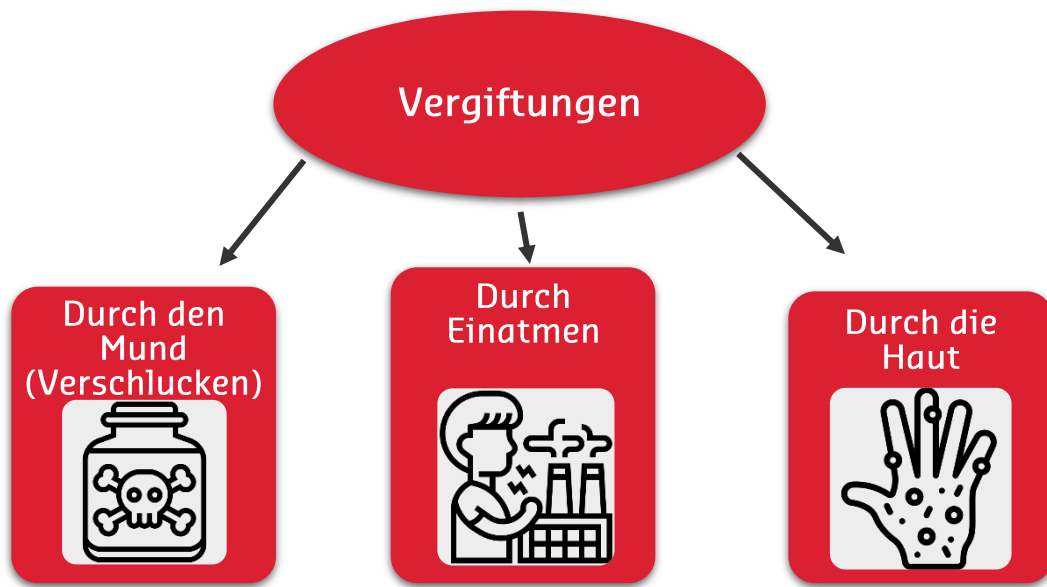 Vergiftungen
Durch den
Mund
(Verschlucken)
Durch
Einatmen
Durch die
Haut